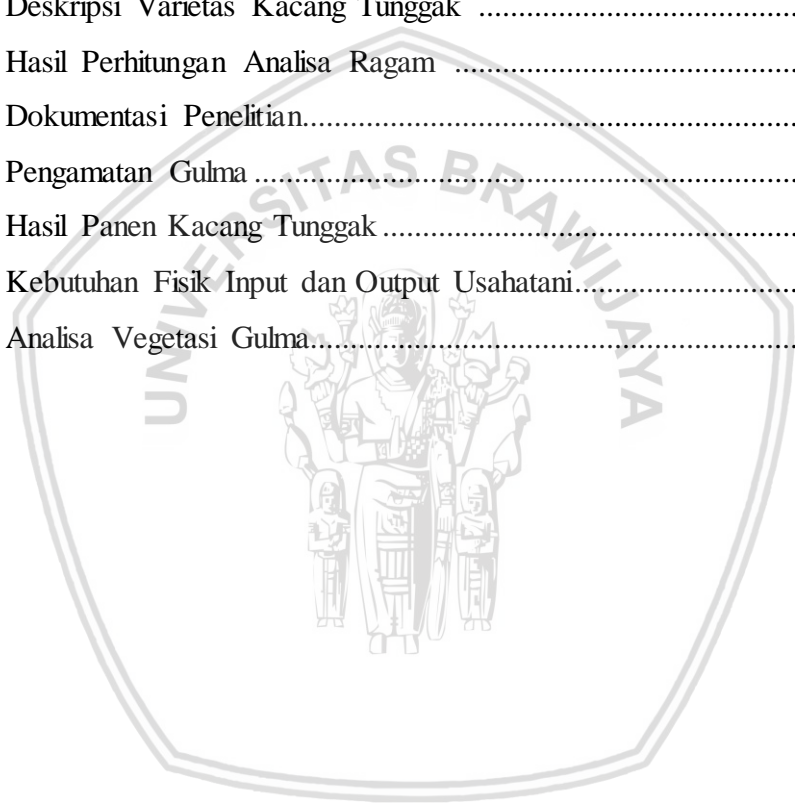 Deskripsi Varietas Kacang Tunggak ........................................
Hasil Perhitungan Analisa Ragam ...........................................
Dokumentasi Penelitian..............................................................
Pengamatan Gulma ....................................................................
Hasil Panen Kacang Tunggak ....................................................
Kebutuhan Fisik Input dan Output Usahatani............................
Analisa Vegetasi Gulma.............................................................
UNIVERSITAS BRAWIJAYA